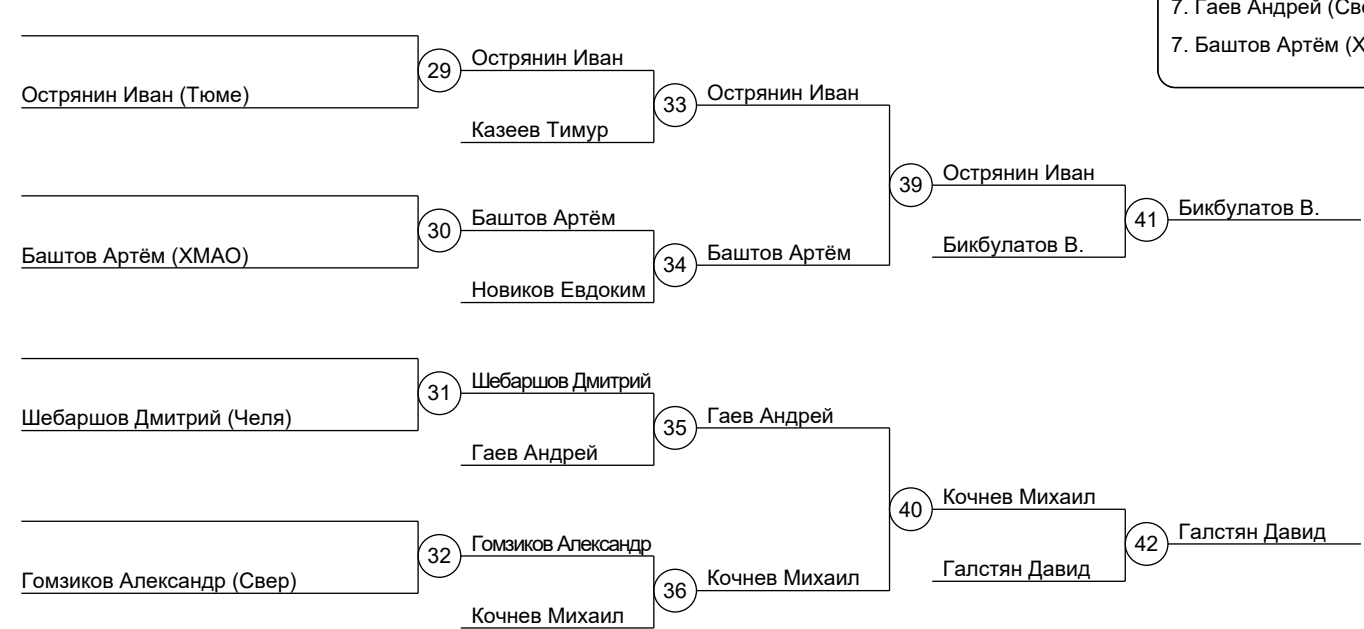 7. Гаев Андрей (Све
7. Баштов Артём (Х
29
Острянин Иван
Острянин Иван (Тюме)
33
Острянин Иван
Казеев Тимур
39
Острянин Иван
30
Баштов Артём
Баштов Артём (ХМАО)
34
Баштов Артём
Новиков Евдоким
Бикбулатов В.
41
Бикбулатов В.
31
Шебаршов Дмитрий
Шебаршов Дмитрий (Челя)
35
Гаев Андрей
Гаев Андрей
40
Кочнев Михаил
32
Гомзиков Александр
Гомзиков Александр (Свер)
36
Кочнев Михаил
Кочнев Михаил
Галстян Давид
42
Галстян Давид